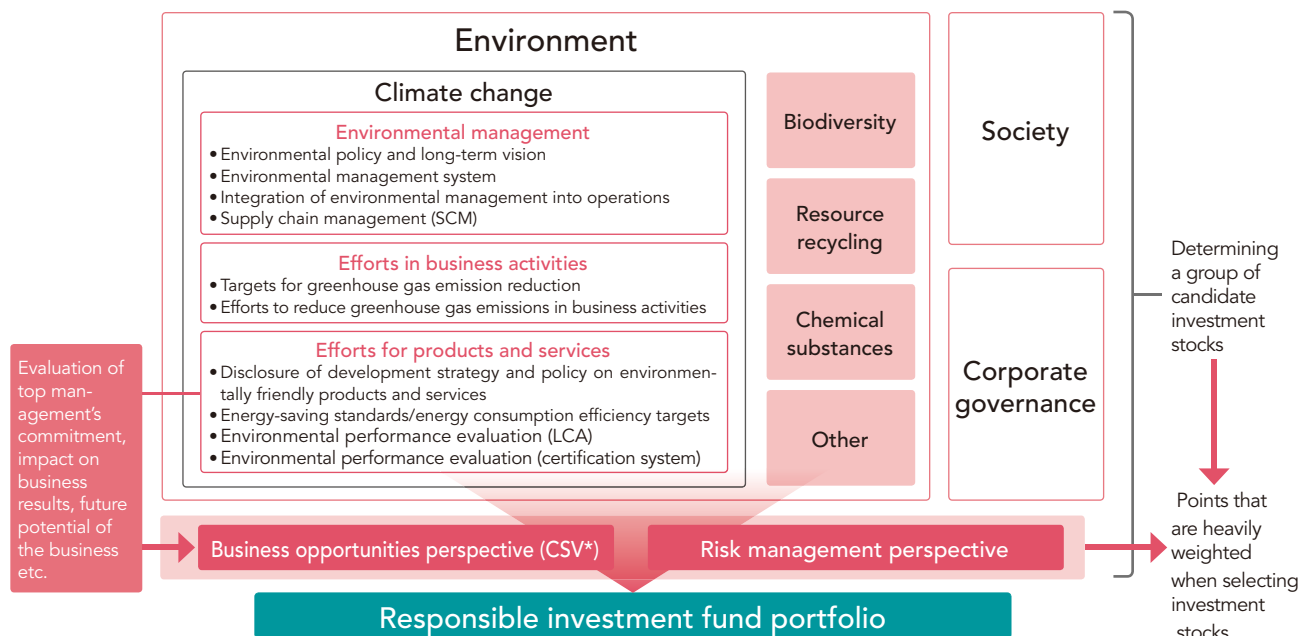 Environment
Climate change
Environmental management
• Environmental policy and long-term vision
• Environmental management system
• Integration of environmental management into operations
• Supply chain management (SCM)
Efforts in business activities
• Targets for greenhouse gas emission reduction
• Efforts to reduce greenhouse gas emissions in business activities
Efforts for products and services
• Disclosure of development strategy and policy on environmen-
tally friendly products and services
• Energy-saving standards/energy consumption efficiency targets
• Environmental performance evaluation (LCA)
• Environmental performance evaluation (certification system)
Biodiversity
Resource
recycling
Chemical
substances
Other
Society
Corporate
governance
Evaluation of
top man-
agement's
commitment,
impact on
business
results, future
potential of
the business
etc.
Business opportunities perspective (CSV*)
Risk management perspective
Responsible investment fund portfolio
Determining
a group of
candidate
investment
stocks
Points that
are heavily
weighted
when selecting
investment
stocks